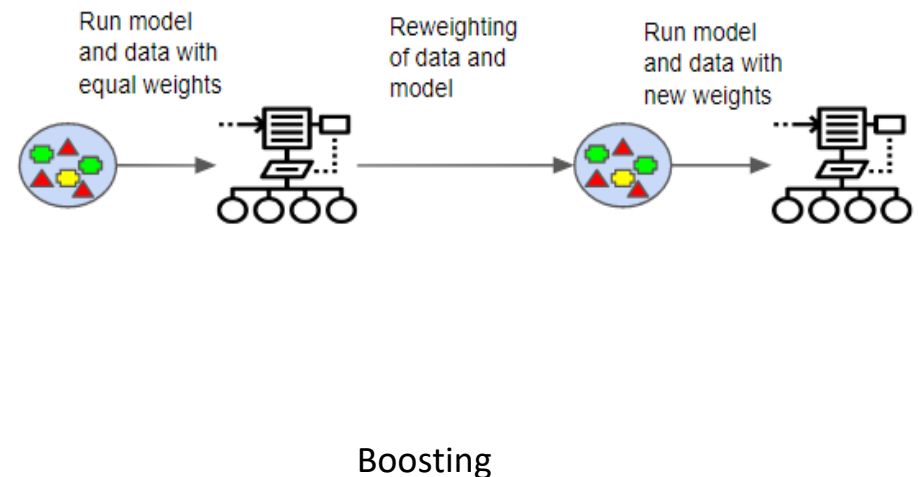 Run model
and data with
equal weights
Reweighting
of data and
model
Run model
and data with
new weights
Boosting